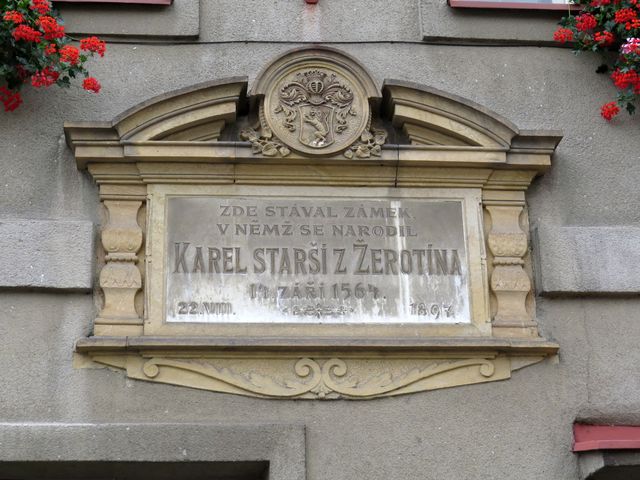 ZDE STÁVAL ZÁMEK,
V NĚMŽ SE NARODIL
KAREL STARŠÍ Z ŽEROTÍNA
14. ZÁŘÍ 1564.
22.VIII. 1897.